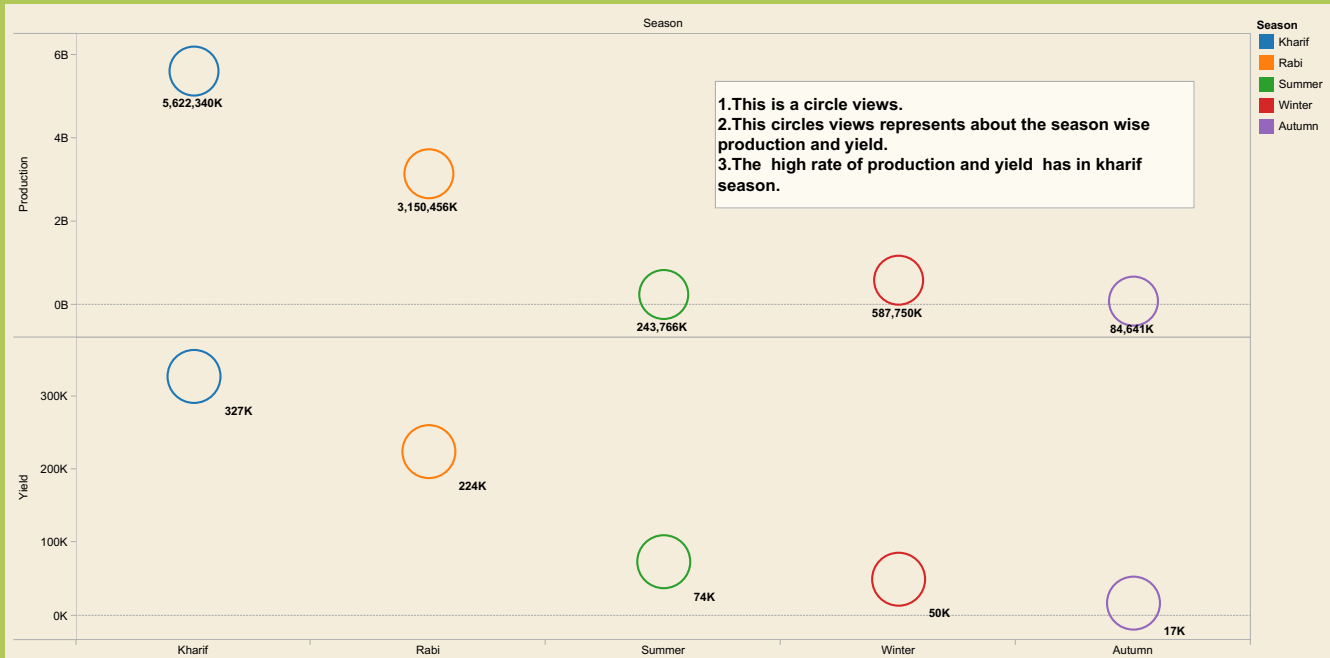 Season
Season
Kharif
Rabi
Summer
Winter
Autumn
Production
6B
4B
2B
0B
5,622,340K
3,150,456K
243,766K
587,750K
84,641K
1.This is a circle views.
2.This circles views represents about the season wise
production and yield.
3.The  high rate of production and yield  has in kharif
season.
Yield
300K
200K
100K
0K
327K
224K
74K
50K
17K
Kharif
Rabi
Summer
Winter
Autumn